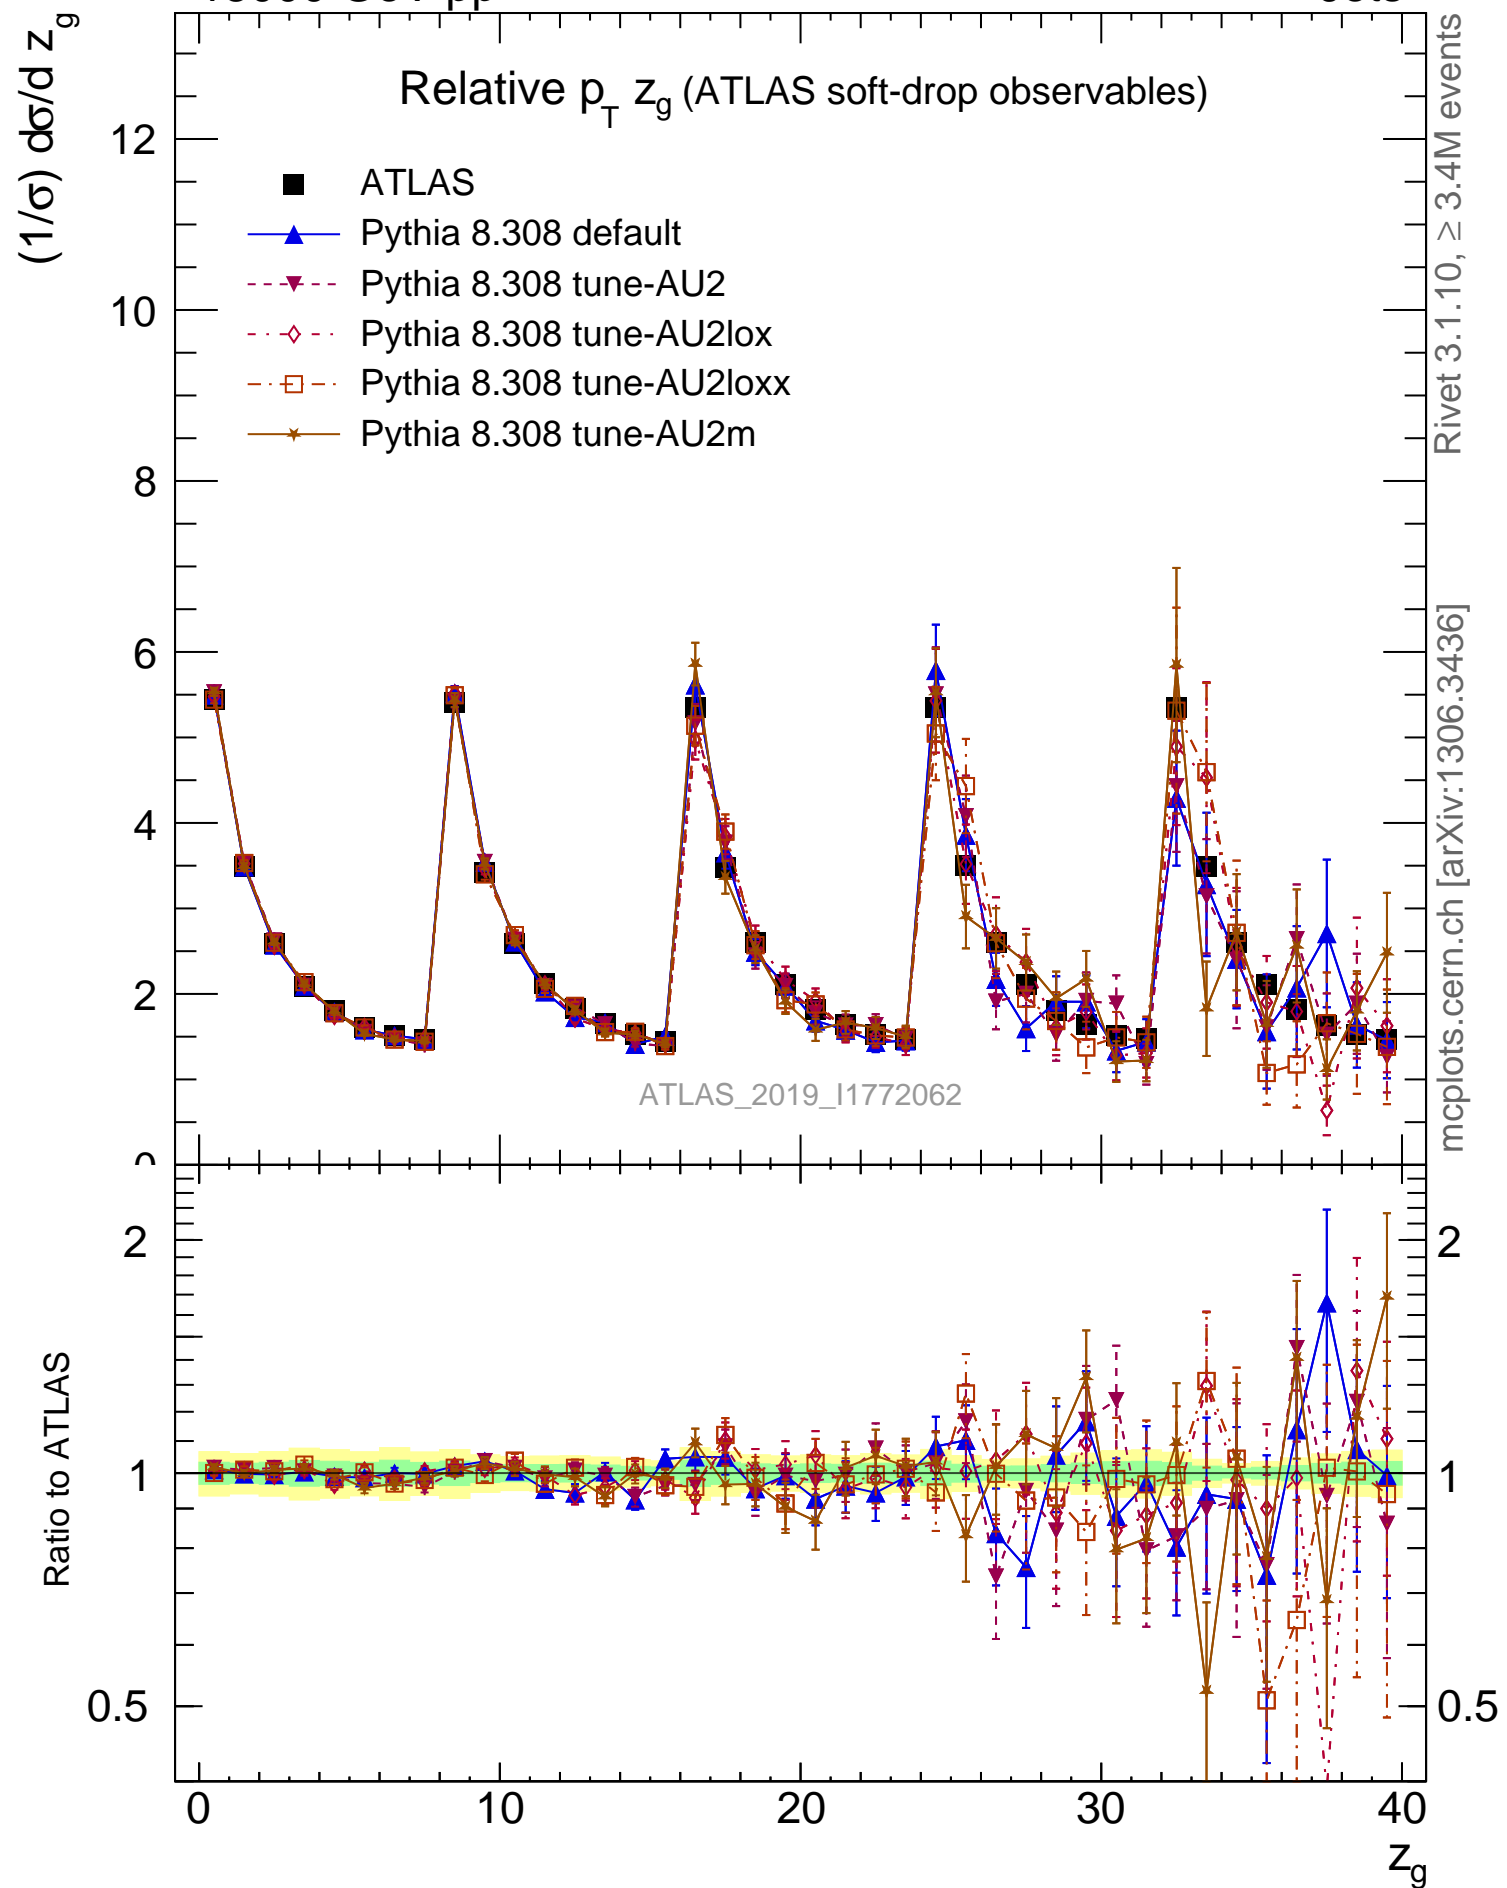 Relative p_T z_g (ATLAS soft-drop observables)
(1/σ) dσ/d z_g
ATLAS
Pythia 8.308 default
Pythia 8.308 tune-AU2
Pythia 8.308 tune-AU2lox
Pythia 8.308 tune-AU2loxx
Pythia 8.308 tune-AU2m
12
10
8
6
4
2
ATLAS_2019_I1772062
Rivet 3.1.10, ≥ 3.4M events
mcplots.cern.ch [arXiv:1306.3436]
Ratio to ATLAS
2
1
0.5
2
1
0.5
0 10 20 30 40
z_g